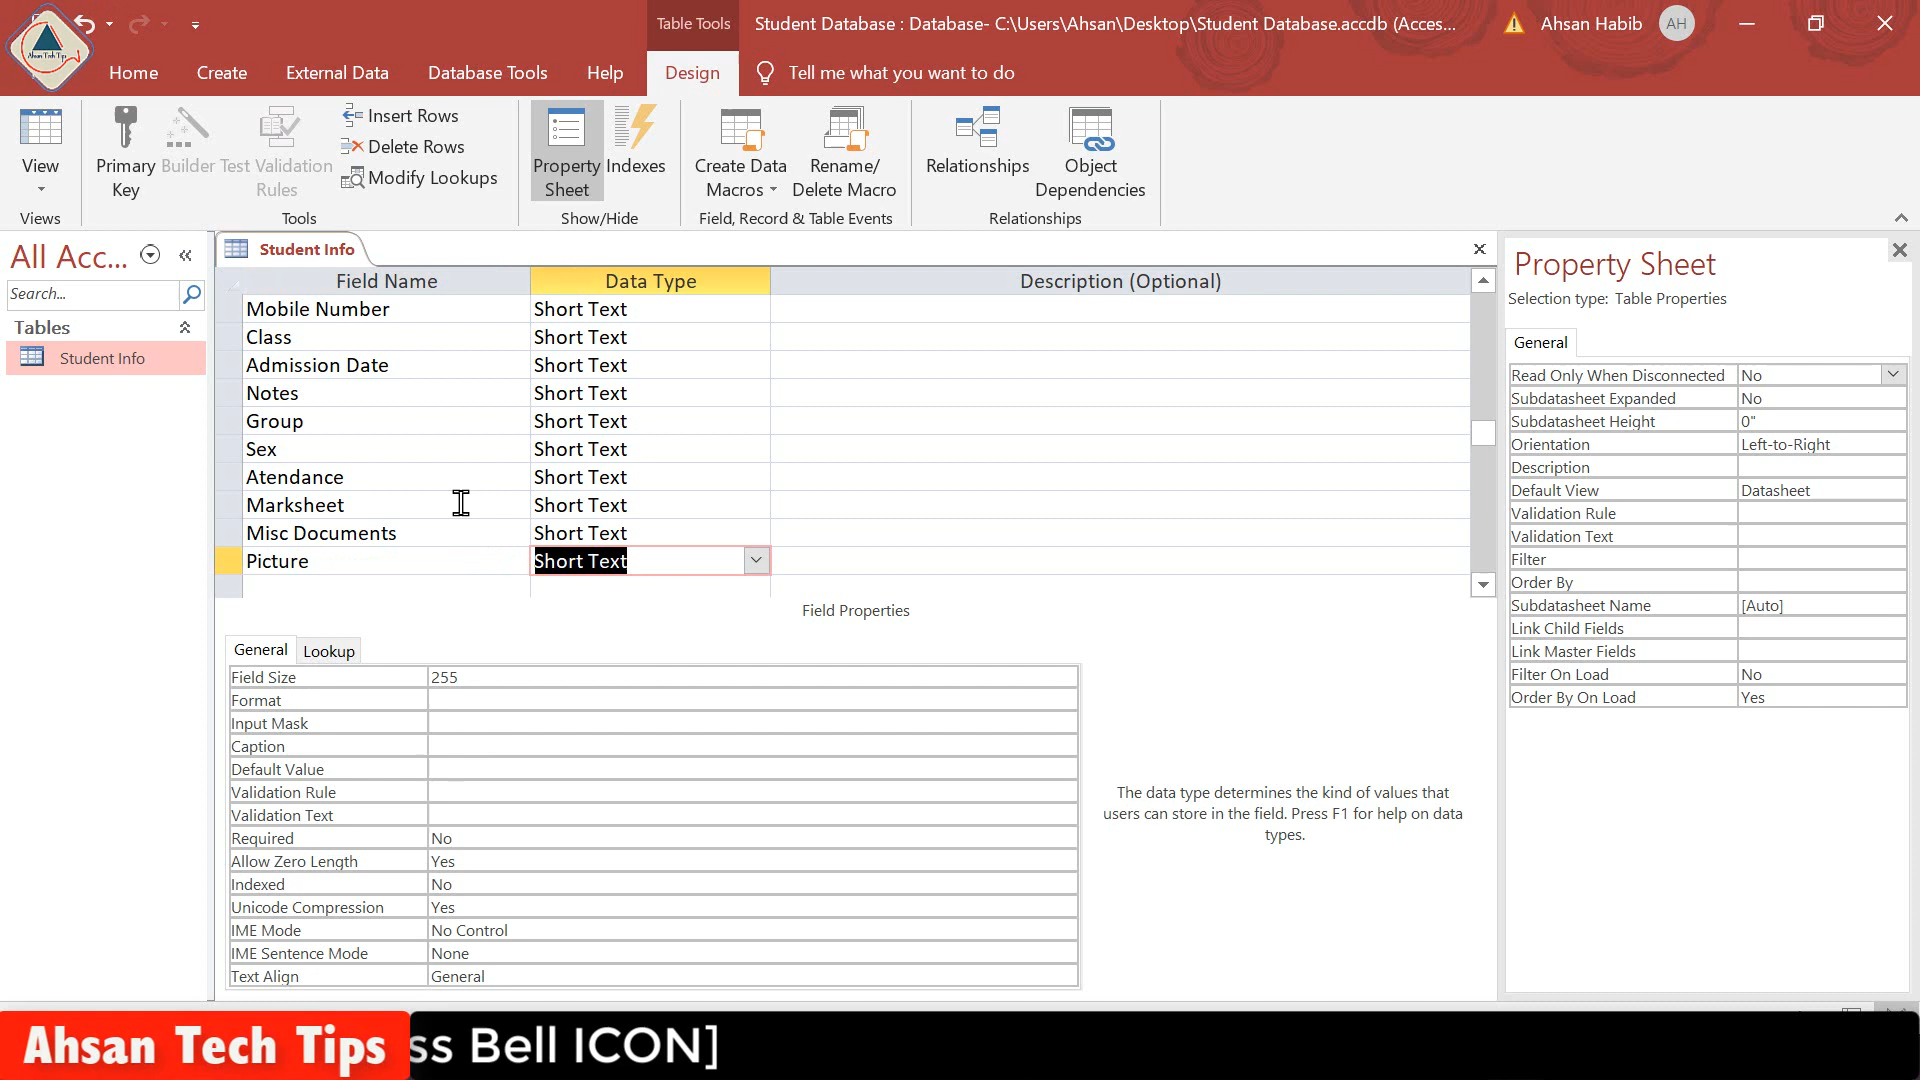 Table Tools
Student Database : Database- C:\Users\Ahsan\Desktop\Student Database.accdb (Acces...
Ahsan Habib
AH
Ahsan Tech Tips
Home
Create
External Data
Database Tools
Help
Design
Tell me what you want to do
View
Primary
Key
Builder
Test Validation
Rules
Insert Rows
Delete Rows
Modify Lookups
Property
Sheet
Indexes
Create Data
Macros
Rename/
Delete Macro
Relationships
Object
Dependencies
Views
Tools
Show/Hide
Field, Record & Table Events
Relationships
All Acc...
Search...
Tables
Student Info
Student Info
Field Name
Data Type
Description (Optional)
Mobile Number
Short Text
Class
Short Text
Admission Date
Short Text
Notes
Short Text
Group
Short Text
Sex
Short Text
Atendance
Short Text
Marksheet
Short Text
Misc Documents
Short Text
Picture
Short Text
Field Properties
General
Lookup
Field Size
255
Format
Input Mask
Caption
Default Value
Validation Rule
Validation Text
Required
No
Allow Zero Length
Yes
Indexed
No
Unicode Compression
Yes
IME Mode
No Control
IME Sentence Mode
None
Text Align
General
The data type determines the kind of values that
users can store in the field. Press F1 for help on data
types.
Property Sheet
Selection type: Table Properties
General
Read Only When Disconnected
No
Subdatasheet Expanded
No
Subdatasheet Height
0"
Orientation
Left-to-Right
Description
Default View
Datasheet
Validation Rule
Validation Text
Filter
Order By
Subdatasheet Name
[Auto]
Link Child Fields
Link Master Fields
Filter On Load
No
Order By On Load
Yes
Ahsan Tech Tips
ss Bell ICON]